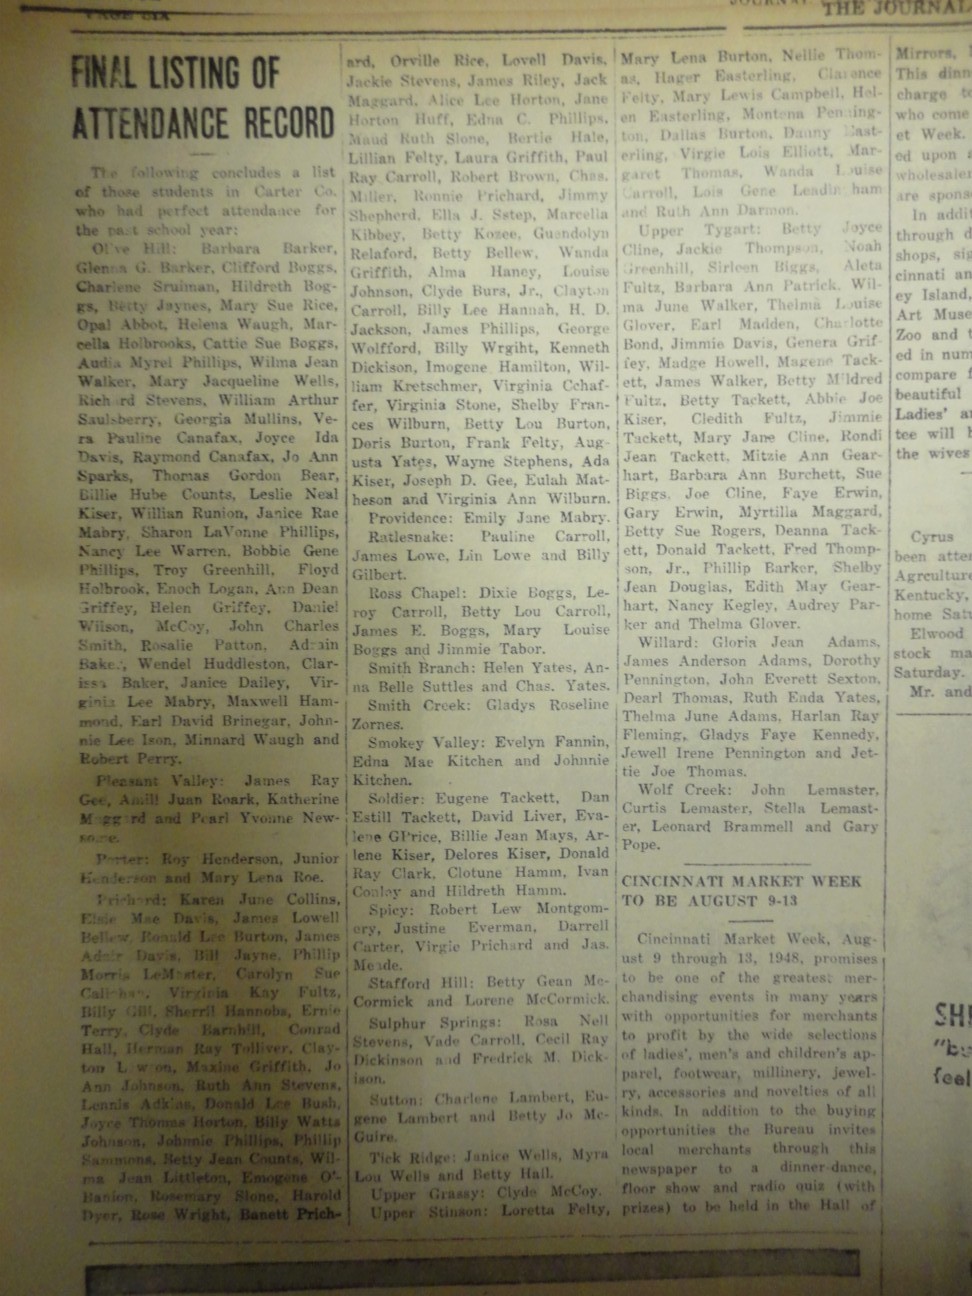 PAGE SIX
THE JOURNAL
FINAL LISTING OF
ATTENDANCE RECORD
The following concludes a list
of those students in Carter Co.
who had perfect attendance for
the past school year:
Olive Hill: Barbara Barker,
Glenna G. Barker, Clifford Boggs,
Charlene Sruiman, Hildreth Bog-
gs, Betty Jaynes, Mary Sue Rice,
Opal Abbot, Helena Waugh, Mar-
cella Holbrooks, Cattie Sue Boggs,
Audia Myrel Phillips, Wilma Jean
Walker, Mary Jacqueline Wells,
Rich rd Stevens, William Arthur
Saulsberry, Georgia Mullins, Ve-
ra Pauline Canafax, Joyce Ida
Davis, Raymond Canafax, Jo Ann
Sparks, Thomas Gordon Bear,
Billie Hube Counts, Leslie Neal
Kiser, Willian Runion, Janice Rae
Mabry, Sharon LaVonne Phillips,
Nancy Lee Warren, Bobbie Gene
Phillips, Troy Greenhill, Floyd
Holbrook, Enoch Logan, Ann Dean
Griffey, Helen Griffey, Daniel
Wilson, McCoy, John Charles
Smith, Rosalie Patton, Adrain
Baker, Wendel Huddleston, Clar-
issa Baker, Janice Dailey, Vir-
ginia Lee Mabry, Maxwell Ham-
mond, Earl David Brinegar, John-
nie Lee Ison, Minnard Waugh and
Robert Perry.
Pleasant Valley: James Ray
Gee, Juan Roark, Katherine
Maggard and Pearl Yvonne New-
some.
Porter: Roy Henderson, Junior
Henderson and Mary Lena Roe.
Prichard: Karen June Collins,
Elsie Mae Davis, James Lowell
Bellew, Ronald Lee Burton, James
Adair Davis, Bill Jayne, Phillip
Morris LeMaster, Carolyn Sue
Virginia Kay Fultz,
Billy Gill, Sherril Hannobs, Ernie
Terry, Clyde Barnhill, Conrad
Hall, Herman Ray Tolliver, Clay-
ton Maxine Griffith, Jo
Ann Johnson, Ruth Ann Stevens,
Lennis Adkins, Donald Lee Bush,
Joyce Thomas Horton, Billy Watts
Johnson, Johnnie Phillips, Phillip
Sammons, Betty Jean Counts, Wil-
ma Jean Littleton, Emogene O'-
Banion, Rosemary Slone, Harold
Dyer, Rose Wright, Banett Prich-
ard, Orville Rice, Lovell Davis,
Jackie Stevens, James Riley, Jack
Maggard, Alice Lee Horton, Jane
Horton Huff, Edna C. Phillips,
Maud Ruth Slone, Bertie Hale,
Lillian Felty, Laura Griffith, Paul
Ray Carroll, Robert Brown, Chas.
Miller, Ronnie Prichard, Jimmy
Shepherd, Ella J. Sstep, Marcella
Kibbey, Betty Kozee, Guendolyn
Relaford, Betty Bellew, Wanda
Griffith, Alma Haney, Louise
Johnson, Clyde Burs, Jr., Clayton
Carroll, Billy Lee Hannah, H. D.
Jackson, James Phillips, George
Wolfford, Billy Wrgiht, Kenneth
Dickison, Imogene Hamilton, Wil-
liam Kretschmer, Virginia Cchaf-
fer, Virginia Stone, Shelby Fran-
ces Wilburn, Betty Lou Burton,
Doris Burton, Frank Felty, Aug-
usta Yates, Wayne Stephens, Ada
Kiser, Joseph D. Gee, Eulah Mat-
heson and Virginia Ann Wilburn.
Providence: Emily Jane Mabry.
Ratlesnake: Pauline Carroll,
James Lowe, Lin Lowe and Billy
Gilbert.
Ross Chapel: Dixie Boggs, Le-
roy Carroll, Betty Lou Carroll,
James E. Boggs, Mary Louise
Boggs and Jimmie Tabor.
Smith Branch: Helen Yates, An-
na Belle Suttles and Chas. Yates.
Smith Creek: Gladys Roseline
Zornes.
Smokey Valley: Evelyn Fannin,
Edna Mae Kitchen and Johnnie
Kitchen.
Soldier: Eugene Tackett, Dan
Estill Tackett, David Liver, Eva-
lene GPrice, Billie Jean Mays, Ar-
lene Kiser, Delores Kiser, Donald
Ray Clark, Clotune Hamm, Ivan
Conley and Hildreth Hamm.
Spicy: Robert Lew Montgom-
ery, Justine Everman, Darrell
Carter, Virgie Prichard and Jas.
Meade.
Stafford Hill: Betty Gean Mc-
Cormick and Lorene McCormick.
Sulphur Springs: Rosa Nell
Stevens, Vade Carroll, Cecil Ray
Dickinson and Fredrick M. Dick-
ison.
Sutton: Charlene Lambert, Eu-
gene Lambert and Betty Jo Mc-
Guire.
Tick Ridge: Janice Wells, Myra
Lou Wells and Betty Hall.
Upper Grassy: Clyde McCoy.
Upper Stinson: Loretta Felty,
Mary Lena Burton, Nellie Thom-
as, Hager Easterling, Clarence
Felty, Mary Lewis Campbell, Hel-
en Easterling, Montena Penning-
ton, Dallas Burton, Danny East-
erling, Virgie Lois Elliott, Mar-
garet Thomas, Wanda Louise
Carroll, Lois Gene Leadingham
and Ruth Ann Darmon.
Upper Tygart: Betty Joyce
Cline, Jackie Thompson, Noah
Greenhill, Sirleen Biggs, Aleta
Fultz, Barbara Ann Patrick, Wil-
ma June Walker, Thelma Louise
Glover, Earl Madden, Charlotte
Bond, Jimmie Davis, Genera Grif-
fey, Madge Howell, Magene Tack-
ett, James Walker, Betty Mildred
Fultz, Betty Tackett, Abbie Joe
Kiser, Cledith Fultz, Jimmie
Tackett, Mary Jane Cline, Rondi
Jean Tackett, Mitzie Ann Gear-
hart, Barbara Ann Burchett, Sue
Biggs, Joe Cline, Faye Erwin,
Gary Erwin, Myrtilla Maggard,
Betty Sue Rogers, Deanna Tack-
ett, Donald Tackett, Fred Thomp-
son, Jr., Phillip Barker, Shelby
Jean Douglas, Edith May Gear-
hart, Nancy Kegley, Audrey Par-
ker and Thelma Glover.
Willard: Gloria Jean Adams,
James Anderson Adams, Dorothy
Pennington, John Everett Sexton,
Dearl Thomas, Ruth Enda Yates,
Thelma June Adams, Harlan Ray
Fleming, Gladys Faye Kennedy,
Jewell Irene Pennington and Jet-
tie Joe Thomas.
Wolf Creek: John Lemaster,
Curtis Lemaster, Stella Lemast-
er, Leonard Brammell and Gary
Pope.
CINCINNATI MARKET WEEK
TO BE AUGUST 9-13
Cincinnati Market Week, Aug-
ust 9 through 13, 1948, promises
to be one of the greatest mer-
chandising events in many years
with opportunities for merchants
to profit by the wide selections
of ladies', men's and children's ap-
parel, footwear, millinery, jewel-
ry, accessories and novelties of all
kinds. In addition to the buying
opportunities the Bureau invites
local merchants through this
newspaper to a dinner-dance,
floor show and radio quiz (with
prizes) to be held in the Hall of
Mirrors,
This dinn
charge to
who come
et Week.
ed upon a
wholesaler
are spons
In addit
through d
shops, sig
cinnati an
ey Island,
Art Muse
Zoo and t
ed in num
compare f
beautiful
Ladies' au
tee will b
the wives
Cyrus
been atte
Agrculture
Kentucky,
home Satu
Elwood
stock ma
Saturday.
Mr. and
SH
"bu
feel